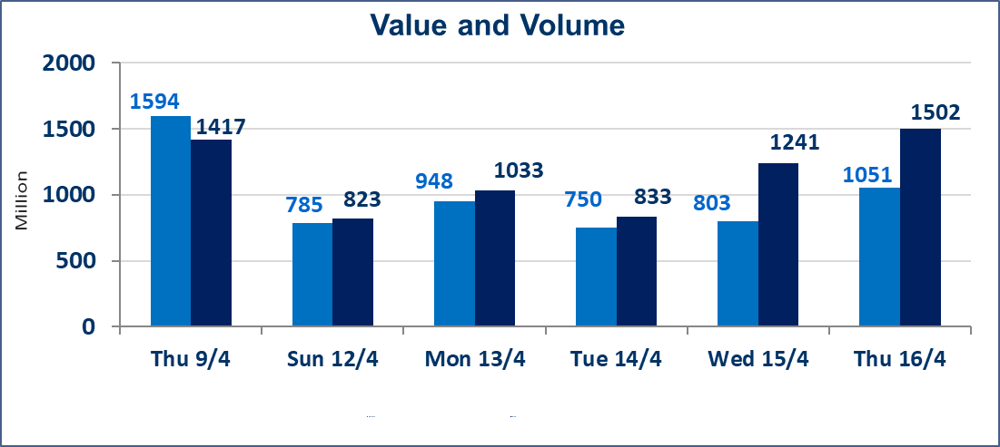 Value and Volume
2000
1500
1000
500
0
Million
1594
1417
785
823
948
1033
750
833
803
1241
1051
1502
Thu 9/4
Sun 12/4
Mon 13/4
Tue 14/4
Wed 15/4
Thu 16/4